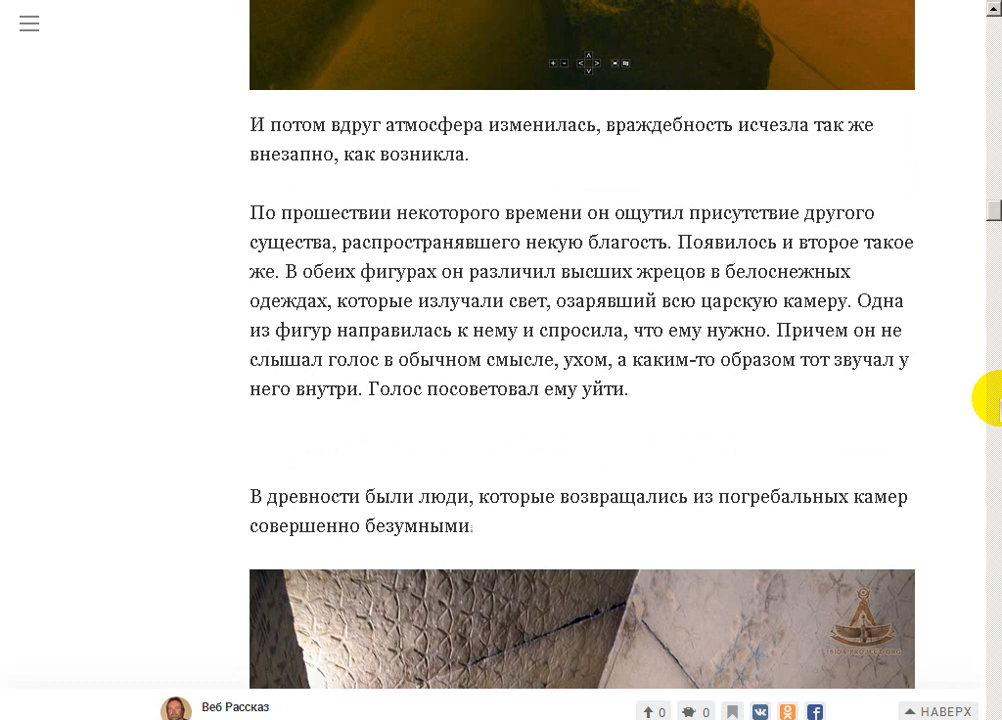 И потом вдруг атмосфера изменилась, враждебность исчезла так же
внезапно, как возникла.
По прошествии некоторого времени он ощутил присутствие другого
существа, распространявшего некую благость. Появилось и второе такое
же. В обеих фигурах он различил высших жрецов в белоснежных
одеждах, которые излучали свет, озарявший всю царскую камеру. Одна
из фигур направилась к нему и спросила, что ему нужно. Причем он не
слышал голос в обычном смысле, ухом, а каким-то образом тот звучал у
него внутри. Голос посоветовал ему уйти.
В древности были люди, которые возвращались из погребальных камер
совершенно безумными.
ISIDA-PROJECT.ORG
Веб Рассказ
0
0
НАВЕРХ